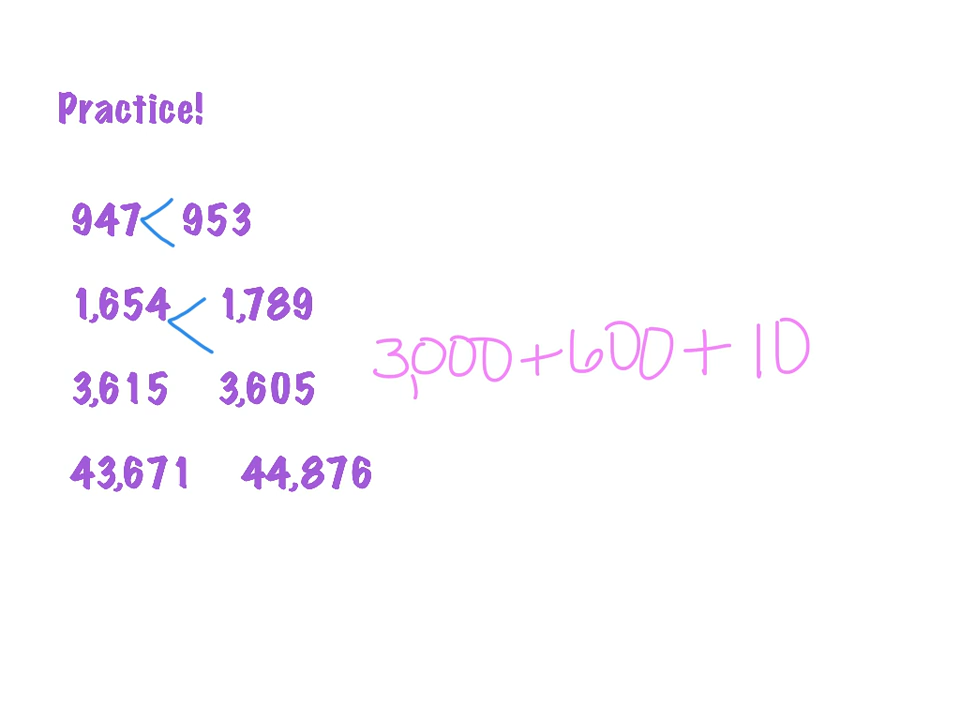 Practice!
947 < 953
1,654 < 1,789
3,000 + 600 + 10
3,615 3,605
43,671 44,876